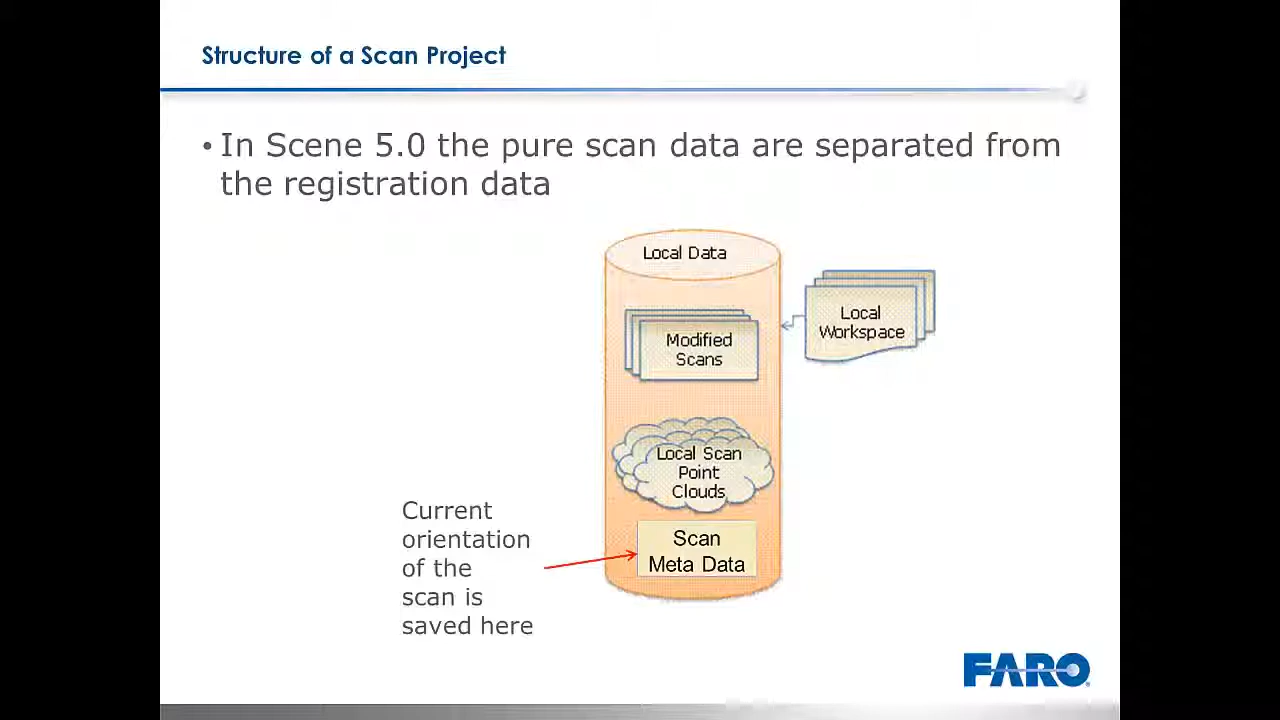 Structure of a Scan Project
• In Scene 5.0 the pure scan data are separated from
the registration data
Local Data
Local
Workspace
Modified
Scans
Local Scan
Point
Clouds
Current
orientation
of the
scan is
saved here
Scan
Meta Data
FARO